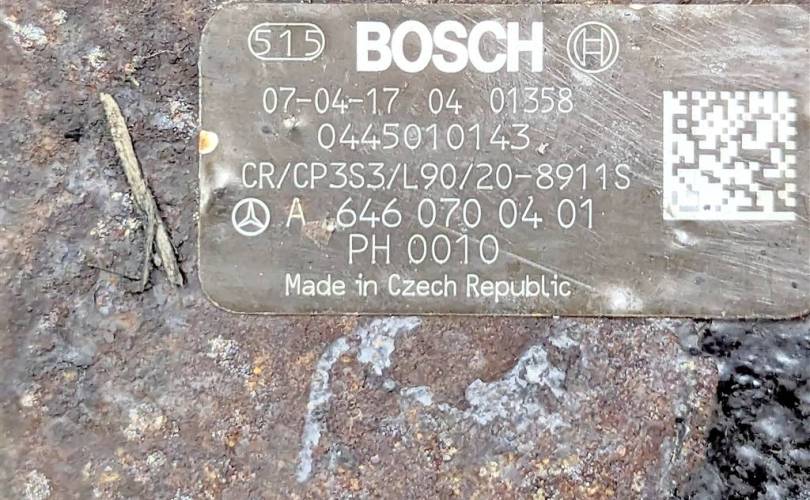 515 BOSCH
07-04-17 04 01358
0445010143
CR/CP3S3/L90/20-8911S
A 646 070 04 01
PH 0010
Made in Czech Republic